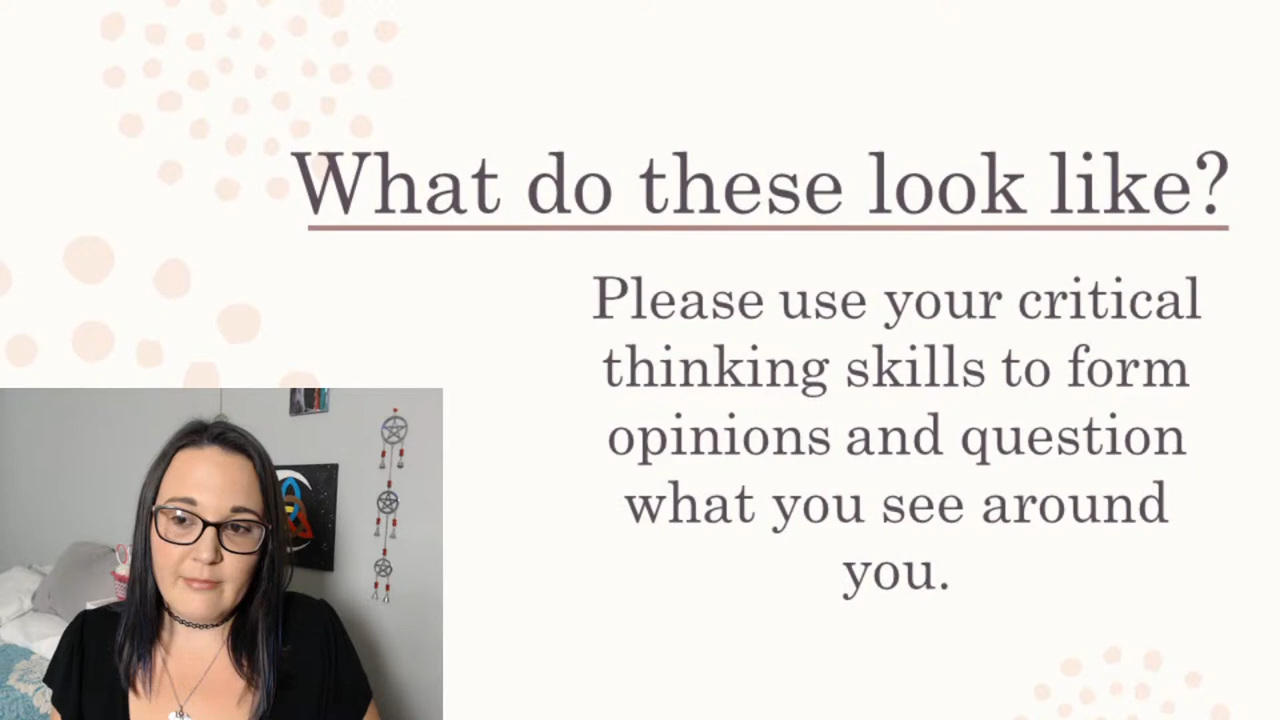 What do these look like?
Please use your critical
thinking skills to form
opinions and question
what you see around
you.